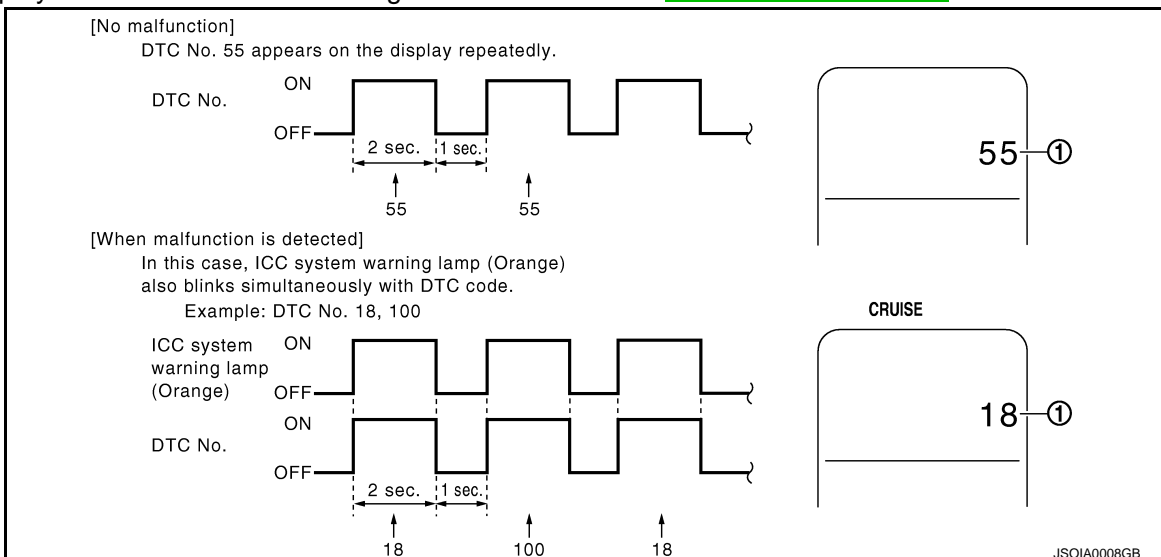 [No malfunction]
DTC No. 55 appears on the display repeatedly.
DTC No.
ON
OFF
2 sec.
1 sec.
55
55
55
1
[When malfunction is detected]
In this case, ICC system warning lamp (Orange)
also blinks simultaneously with DTC code.
Example: DTC No. 18, 100
ICC system
warning lamp
(Orange)
ON
OFF
DTC No.
ON
OFF
2 sec.
1 sec.
18
100
18
CRUISE
18
1
JSOIA0008GB